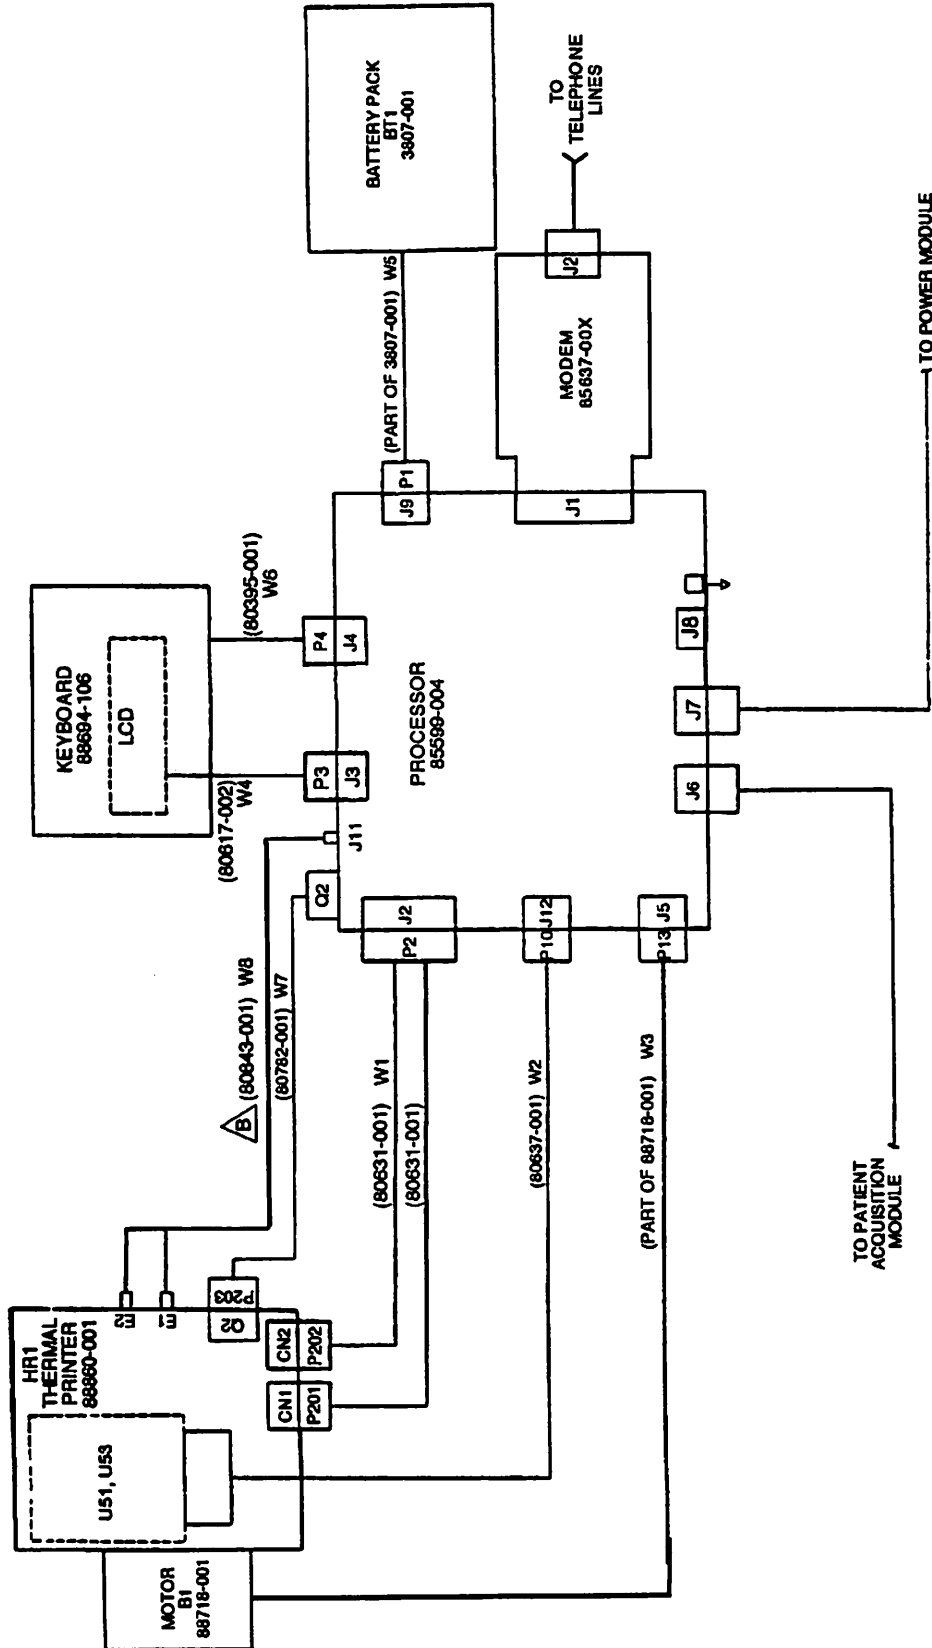 HR1
THERMAL
PRINTER
88860-001
U51, U53
MOTOR
B1
88718-001
E2
E1
Q2
P203
CN2
P202
CN1
P201
B
(80843-001) W8
(80782-001) W7
(80631-001) W1
(80631-001)
(80637-001) W2
(PART OF 88718-001) W3
KEYBOARD
88694-106
LCD
(80617-002)
W4
(80395-001)
W6
P3
J3
P4
J4
J11
Q2
P2
J2
P10
J12
P13
J5
PROCESSOR
85599-004
J9
P1
(PART OF 3807-001) W5
BATTERY PACK
BT1
3807-001
J1
MODEM
85637-00X
J2
TO
TELEPHONE
LINES
J6
J7
J8
TO PATIENT
ACQUISITION
MODULE
TO POWER MODULE